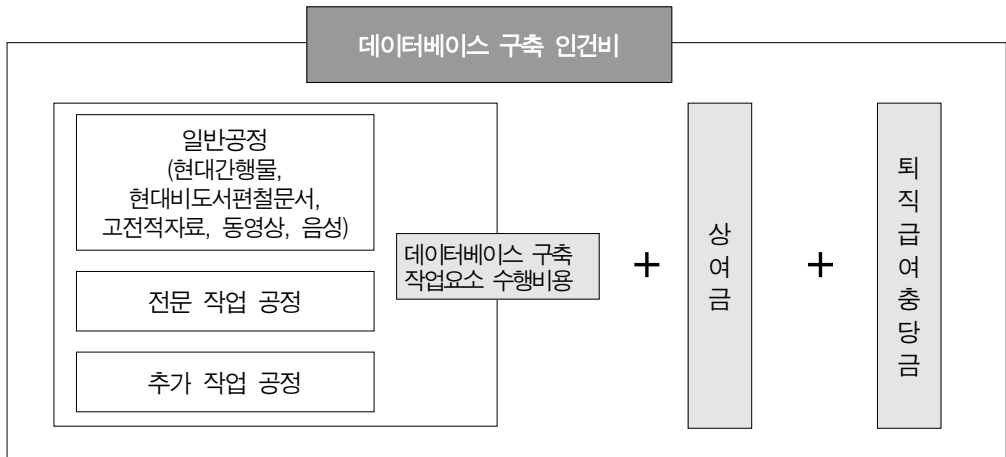 데이터베이스 구축 인건비
일반공정
(현대간행물,
현대비도서편철문서,
고전적자료, 동영상, 음성)
전문 작업 공정
추가 작업 공정
데이터베이스 구축
작업요소 수행비용
+
상여금
+
퇴직급여충당금